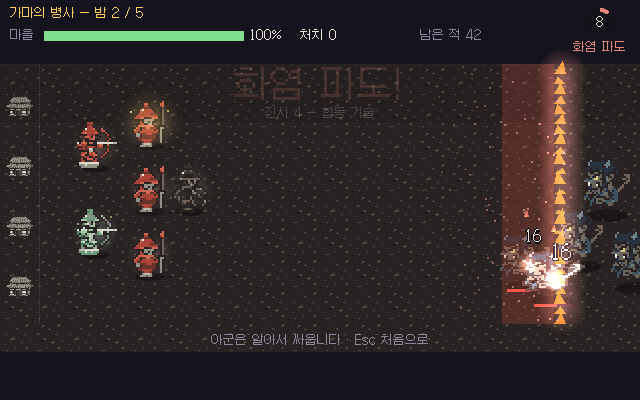 가마의 병사 — 밤 2 / 5
마을 100% 처치 0 남은 적 42
8
화염 파도
화염 파도!
진사 4 — 합동 기술
16
16
아군은 알아서 싸웁니다 · Esc 처음으로